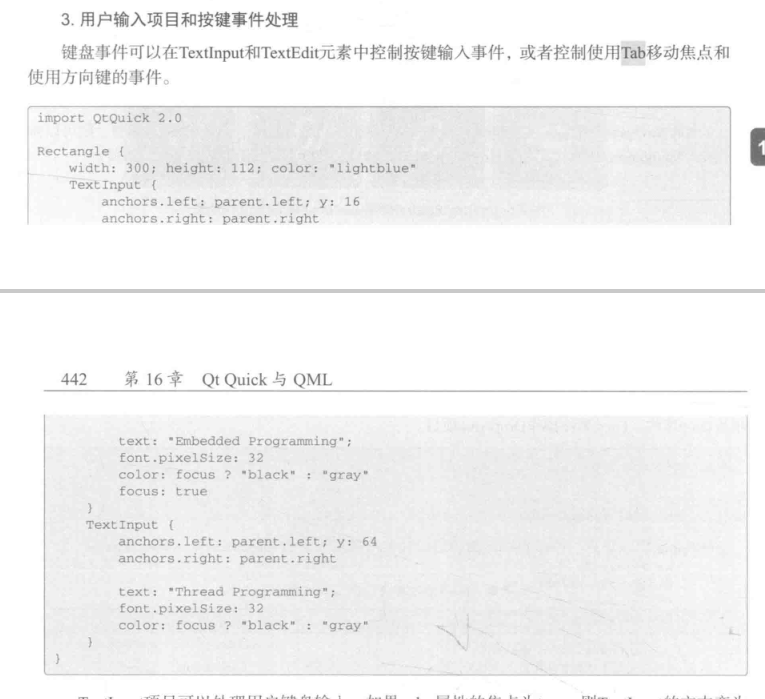 3. 用户输入项目和按键事件处理
键盘事件可以在TextInput和TextEdit元素中控制按键输入事件，或者控制使用Tab移动焦点和
使用方向键的事件。
import QtQuick 2.0
Rectangle {
width: 300; height: 112; color: "lightblue"
TextInput {
anchors.left: parent.left; y: 16
anchors.right: parent.right
1
442 第 16 章 Qt Quick 与 QML
text: "Embedded Programming";
font.pixelSize: 32
color: focus ? "black" : "gray"
focus: true
}
TextInput {
anchors.left: parent.left; y: 64
anchors.right: parent.right
text: "Thread Programming";
font.pixelSize: 32
color: focus ? "black" : "gray"
}
}